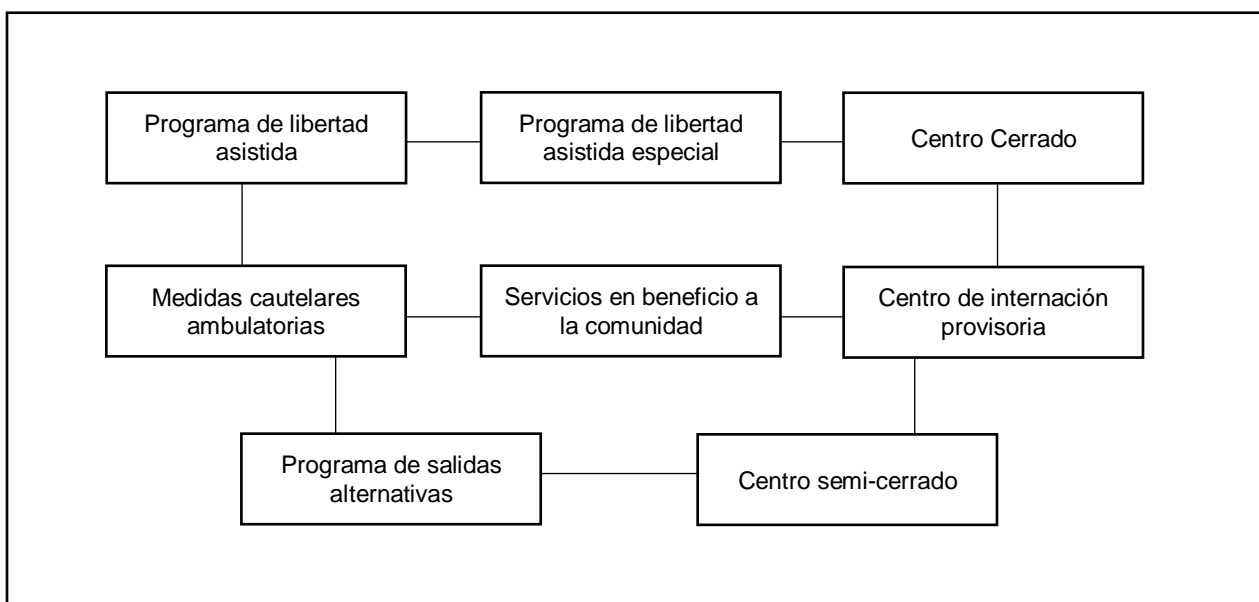 Programa de libertad
asistida
Programa de libertad
asistida especial
Centro Cerrado
Medidas cautelares
ambulatorias
Servicios en beneficio a
la comunidad
Centro de internación
provisoria
Programa de salidas
alternativas
Centro semi-cerrado